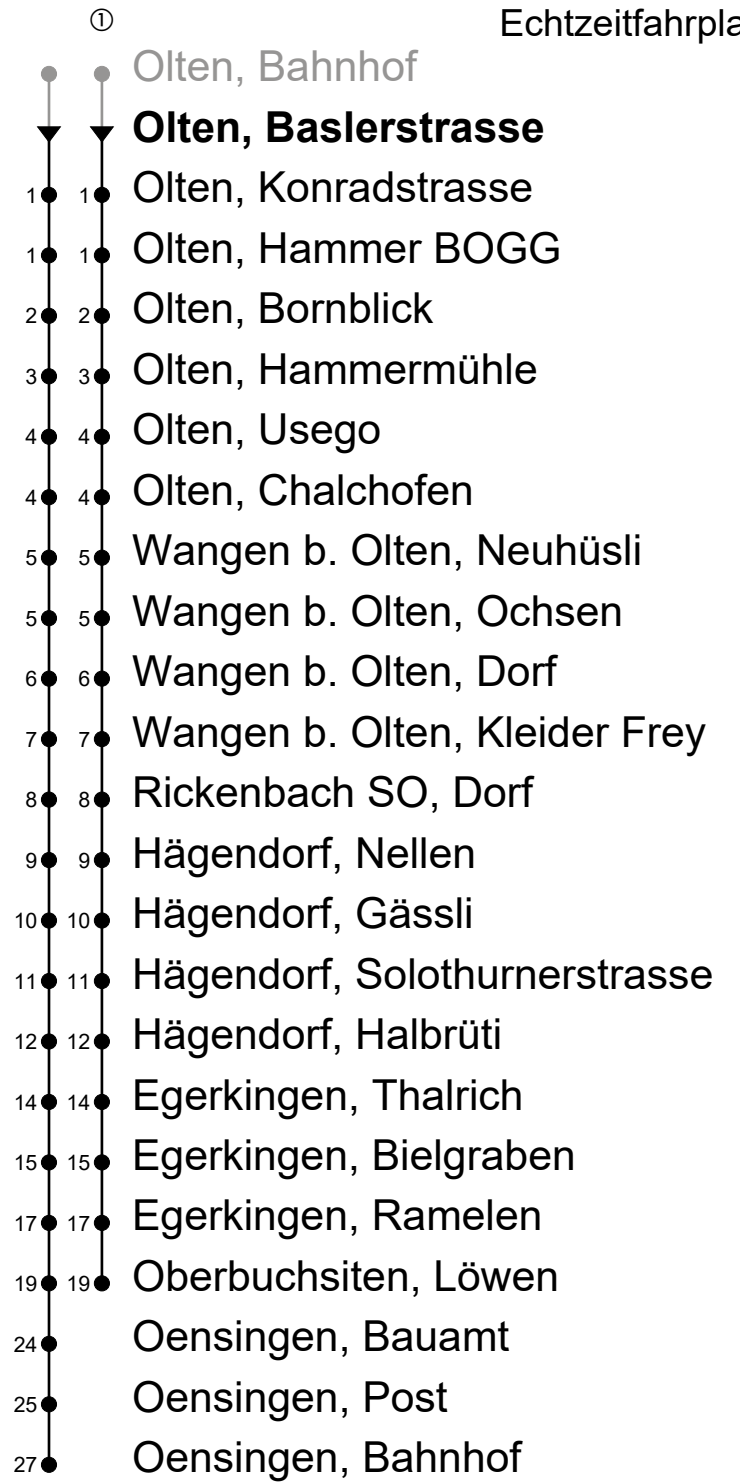 ① Echtzeitfahrpla
Olten, Bahnhof
Olten, Baslerstrasse
1 1 Olten, Konradstrasse
1 1 Olten, Hammer BOGG
2 2 Olten, Bornblick
3 3 Olten, Hammermühle
4 4 Olten, Usego
4 4 Olten, Chalchofen
5 5 Wangen b. Olten, Neuhüsli
5 5 Wangen b. Olten, Ochsen
6 6 Wangen b. Olten, Dorf
7 7 Wangen b. Olten, Kleider Frey
8 8 Rickenbach SO, Dorf
9 9 Hägendorf, Nellen
10 10 Hägendorf, Gässli
11 11 Hägendorf, Solothurnerstrasse
12 12 Hägendorf, Halbrüti
14 14 Egerkingen, Thalrich
15 15 Egerkingen, Bielgraben
17 17 Egerkingen, Ramelen
19 19 Oberbuchsiten, Löwen
24 Oensingen, Bauamt
25 Oensingen, Post
27 Oensingen, Bahnhof